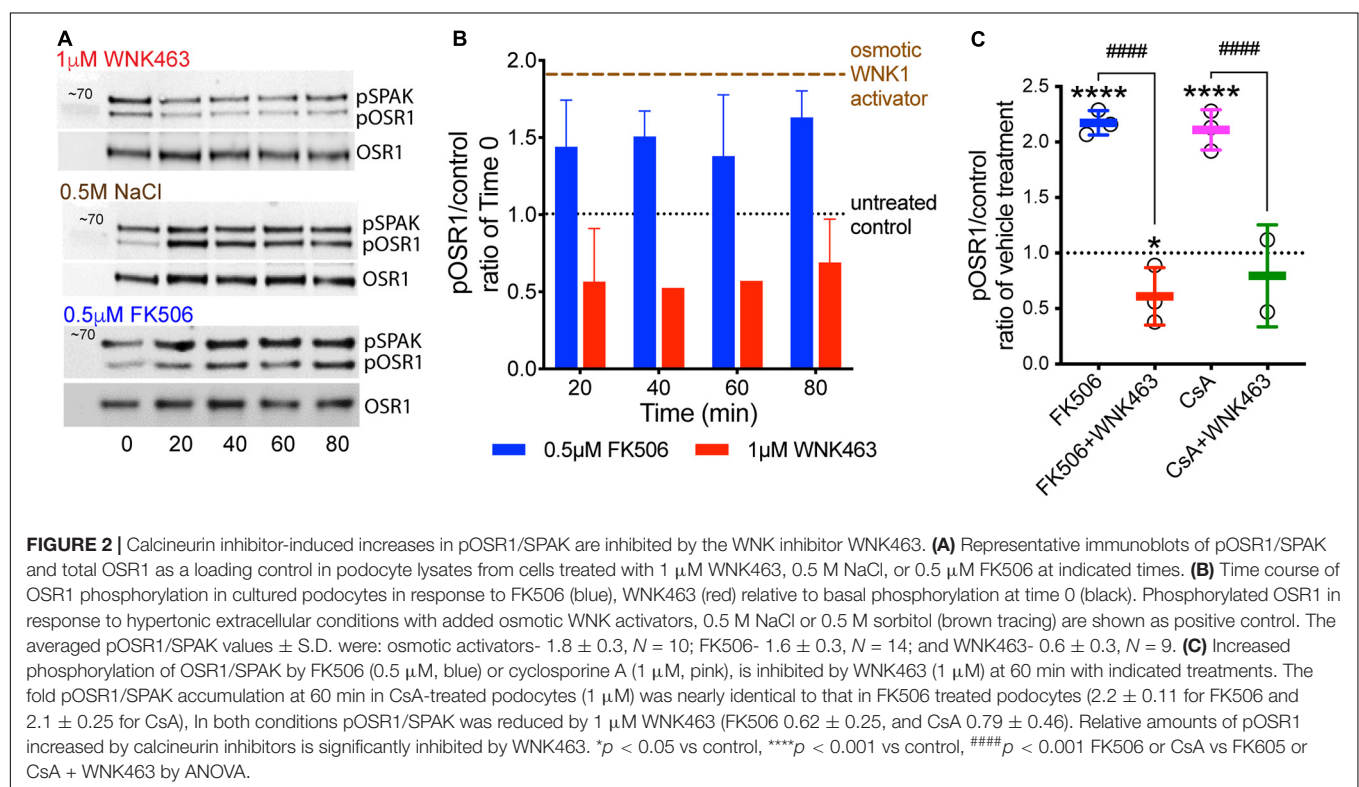 A
1μM WNK463
~70
pSPAK
pOSR1
OSR1
0.5M NaCl
~70
pSPAK
pOSR1
OSR1
0.5μM FK506
~70
pSPAK
pOSR1
OSR1
0 20 40 60 80
B
pOSR1/control
ratio of Time 0
2.0
1.5
1.0
0.5
0.0
osmotic
WNK1
activator
untreated
control
20 40 60 80
Time (min)
0.5μM FK506 1μM WNK463
C
#### ####
**** ****
*
pOSR1/control
ratio of vehicle treatment
2.5
2.0
1.5
1.0
0.5
0.0
FK506
FK506+WNK463
CsA
CsA+WNK463
FIGURE 2 | Calcineurin inhibitor-induced increases in pOSR1/SPAK are inhibited by the WNK inhibitor WNK463. (A) Representative immunoblots of pOSR1/SPAK
and total OSR1 as a loading control in podocyte lysates from cells treated with 1 μM WNK463, 0.5 M NaCl, or 0.5 μM FK506 at indicated times. (B) Time course of
OSR1 phosphorylation in cultured podocytes in response to FK506 (blue), WNK463 (red) relative to basal phosphorylation at time 0 (black). Phosphorylated OSR1 in
response to hypertonic extracellular conditions with added osmotic WNK activators, 0.5 M NaCl or 0.5 M sorbitol (brown tracing) are shown as positive control. The
averaged pOSR1/SPAK values ± S.D. were: osmotic activators- 1.8 ± 0.3, N = 10; FK506- 1.6 ± 0.3, N = 14; and WNK463- 0.6 ± 0.3, N = 9. (C) Increased
phosphorylation of OSR1/SPAK by FK506 (0.5 μM, blue) or cyclosporine A (1 μM, pink), is inhibited by WNK463 (1 μM) at 60 min with indicated treatments. The
fold pOSR1/SPAK accumulation at 60 min in CsA-treated podocytes (1 μM) was nearly identical to that in FK506 treated podocytes (2.2 ± 0.11 for FK506 and
2.1 ± 0.25 for CsA), In both conditions pOSR1/SPAK was reduced by 1 μM WNK463 (FK506 0.62 ± 0.25, and CsA 0.79 ± 0.46). Relative amounts of pOSR1
increased by calcineurin inhibitors is significantly inhibited by WNK463. *p < 0.05 vs control, ****p < 0.001 vs control, ####p < 0.001 FK506 or CsA vs FK605 or
CsA + WNK463 by ANOVA.